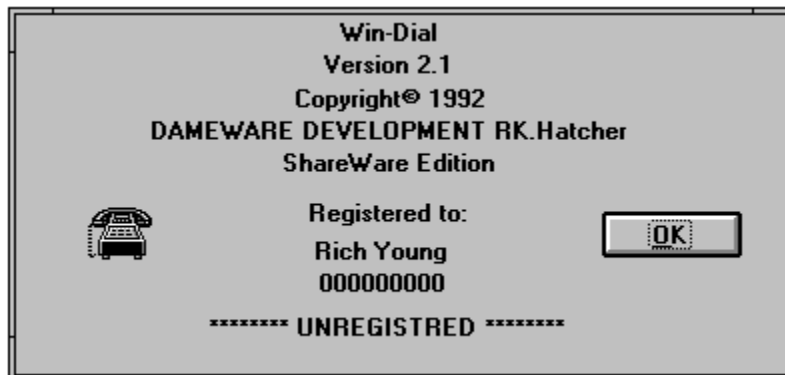 Win-Dial
Version 2.1
Copyright© 1992
DAMEWARE DEVELOPMENT RK.Hatcher
ShareWare Edition
Registered to:
OK
Rich Young
000000000
******** UNREGISTRED ********